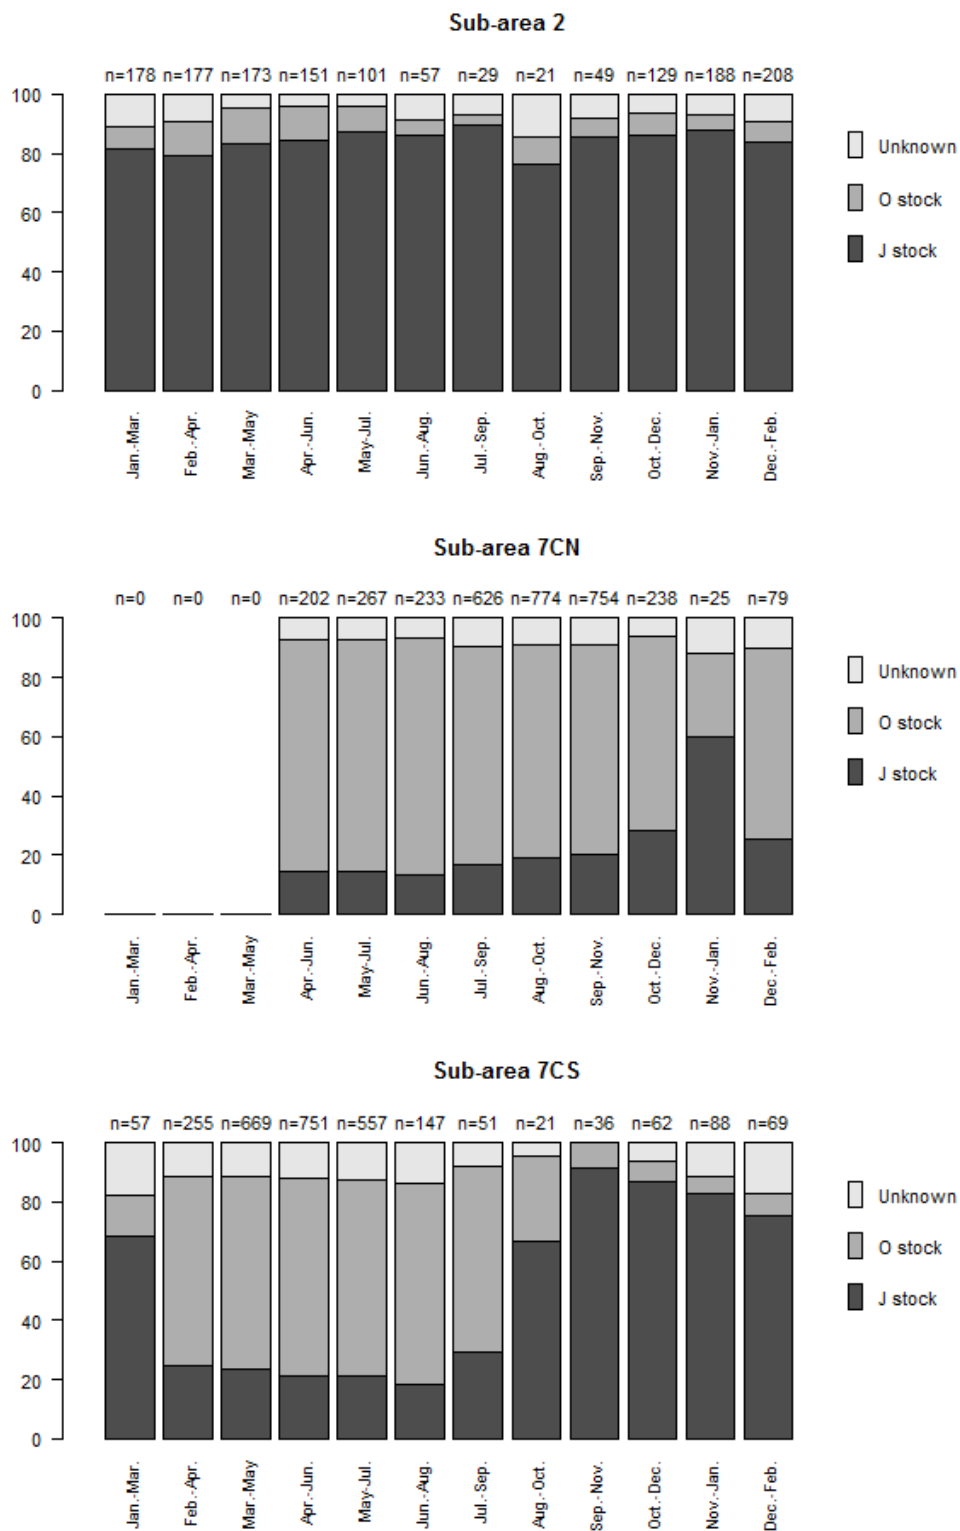 Sub-area 2
n=178 n=177 n=173 n=151 n=101 n=57 n=29 n=21 n=49 n=129 n=188 n=208
100
80
60
40
20
0
Unknown
O stock
J stock
Jan.-Mar. Feb.-Apr. Mar.-May Apr.-Jun. May-Jul. Jun.-Aug. Jul.-Sep. Aug.-Oct. Sep.-Nov. Oct.-Dec. Nov.-Jan. Dec.-Feb.
Sub-area 7CN
n=0 n=0 n=0 n=202 n=267 n=233 n=626 n=774 n=754 n=238 n=25 n=79
100
80
60
40
20
0
Unknown
O stock
J stock
Jan.-Mar. Feb.-Apr. Mar.-May Apr.-Jun. May-Jul. Jun.-Aug. Jul.-Sep. Aug.-Oct. Sep.-Nov. Oct.-Dec. Nov.-Jan. Dec.-Feb.
Sub-area 7CS
n=57 n=255 n=669 n=751 n=557 n=147 n=51 n=21 n=36 n=62 n=88 n=69
100
80
60
40
20
0
Unknown
O stock
J stock
Jan.-Mar. Feb.-Apr. Mar.-May Apr.-Jun. May-Jul. Jun.-Aug. Jul.-Sep. Aug.-Oct. Sep.-Nov. Oct.-Dec. Nov.-Jan. Dec.-Feb.